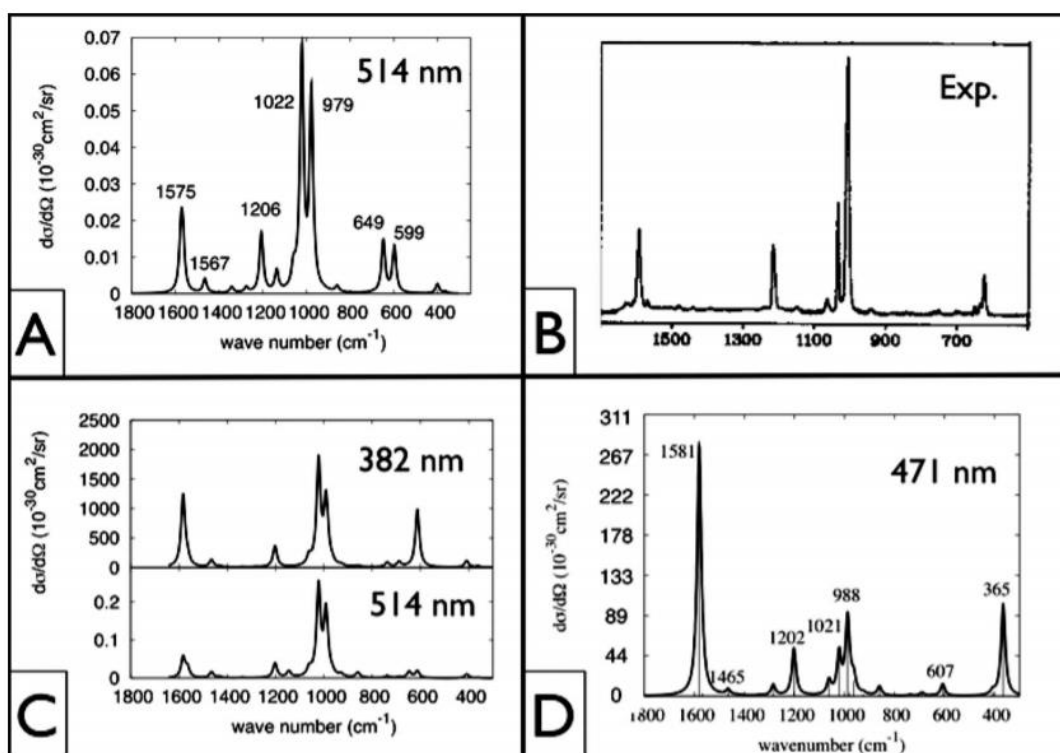 0.07
0.06
0.05
0.04
0.03
0.02
0.01
0
dσ/dΩ (10⁻³⁰cm²/sr)
514 nm
1022
979
1575
1567
1206
649
599
1800 1600 1400 1200 1000 800 600 400
wave number (cm⁻¹)
A
Exp.
1500 1300 1100 900 700
B
2500
2000
1500
1000
500
0
382 nm
0.2
0.1
0
514 nm
dσ/dΩ (10⁻³⁰cm²/sr)
1800 1600 1400 1200 1000 800 600 400
wave number (cm⁻¹)
C
311
267
222
178
133
89
44
0
dσ/dΩ (10⁻³⁰cm²/sr)
471 nm
1581
1465
1202
1021
988
607
365
1800 1600 1400 1200 1000 800 600 400
wavenumber (cm⁻¹)
D